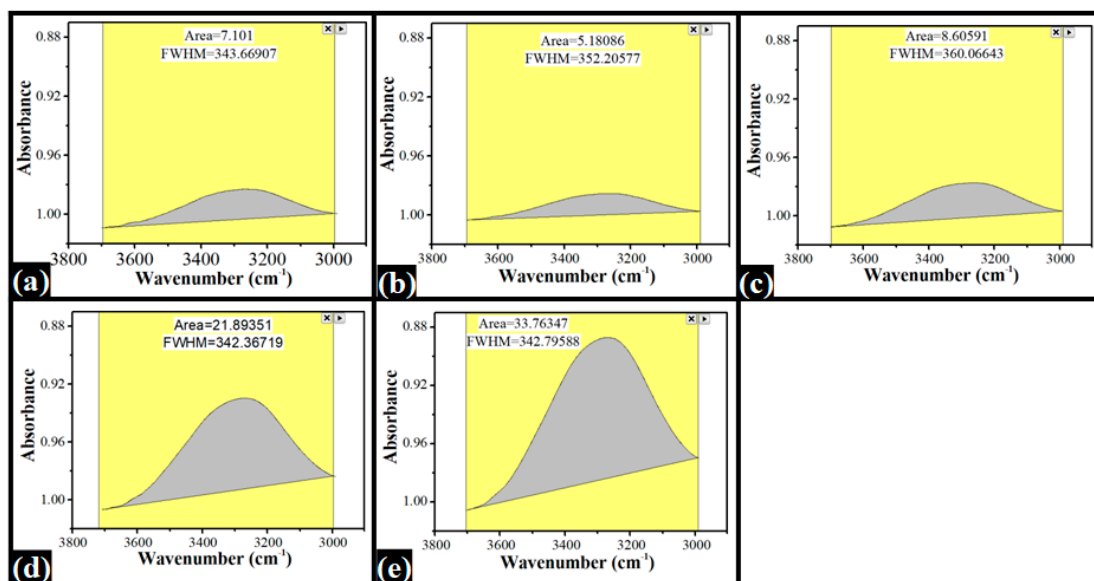 Area=7.101
FWHM=343.66907
0.88
0.92
0.96
1.00
Absorbance
3800 3600 3400 3200 3000
Wavenumber (cm⁻¹)
(a)
Area=5.18086
FWHM=352.20577
0.88
0.92
0.96
1.00
Absorbance
3800 3600 3400 3200 3000
Wavenumber (cm⁻¹)
(b)
Area=8.60591
FWHM=360.06643
0.88
0.92
0.96
1.00
Absorbance
3800 3600 3400 3200 3000
Wavenumber (cm⁻¹)
(c)
Area=21.89351
FWHM=342.36719
0.88
0.92
0.96
1.00
Absorbance
3800 3600 3400 3200 3000
Wavenumber (cm⁻¹)
(d)
Area=33.76347
FWHM=342.79588
0.88
0.92
0.96
1.00
Absorbance
3800 3600 3400 3200 3000
Wavenumber (cm⁻¹)
(e)